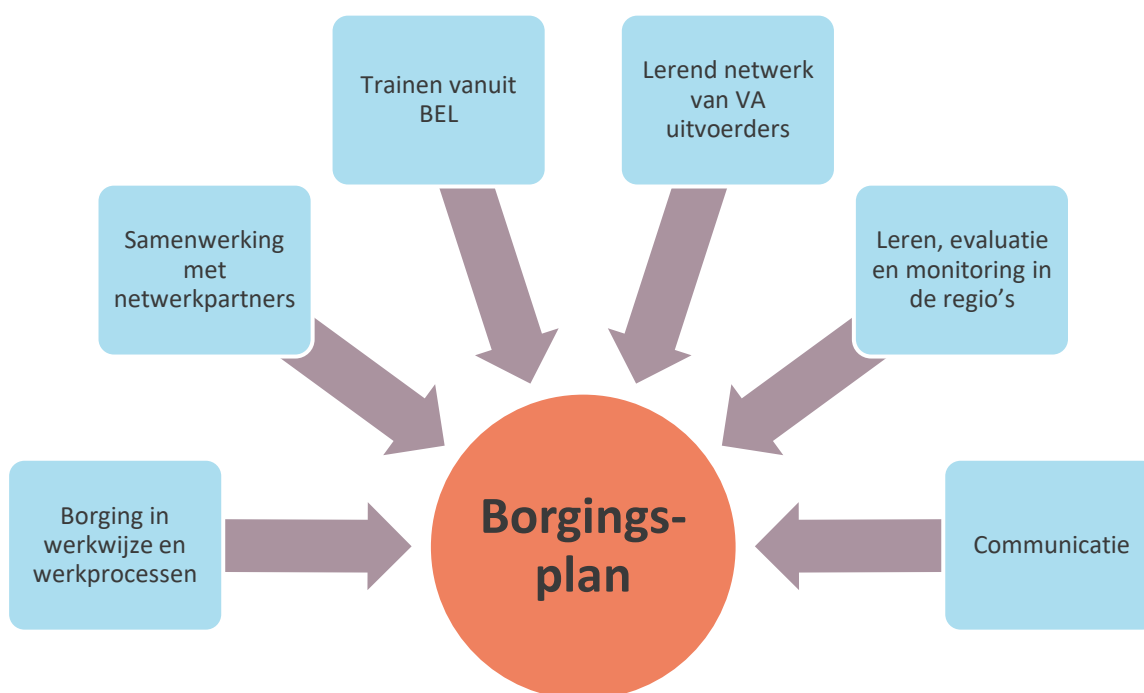 Trainen vanuit
BEL
Lerend netwerk
van VA
uitvoerders
Samenwerking
met
netwerkpartners
Leren, evaluatie
en monitoring in
de regio’s
Borging in
werkwijze en
werkprocessen
Borgings-
plan
Communicatie